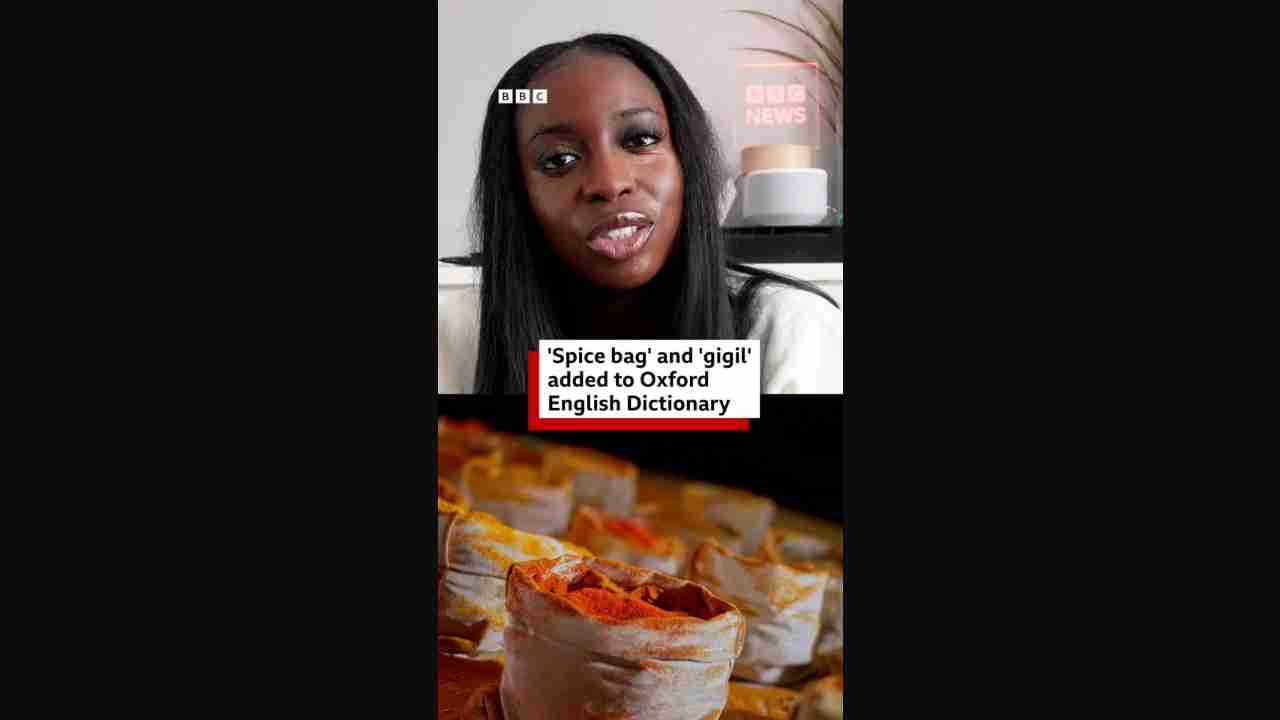 BBC
BBC
NEWS
'Spice bag' and 'gigil'
added to Oxford
English Dictionary